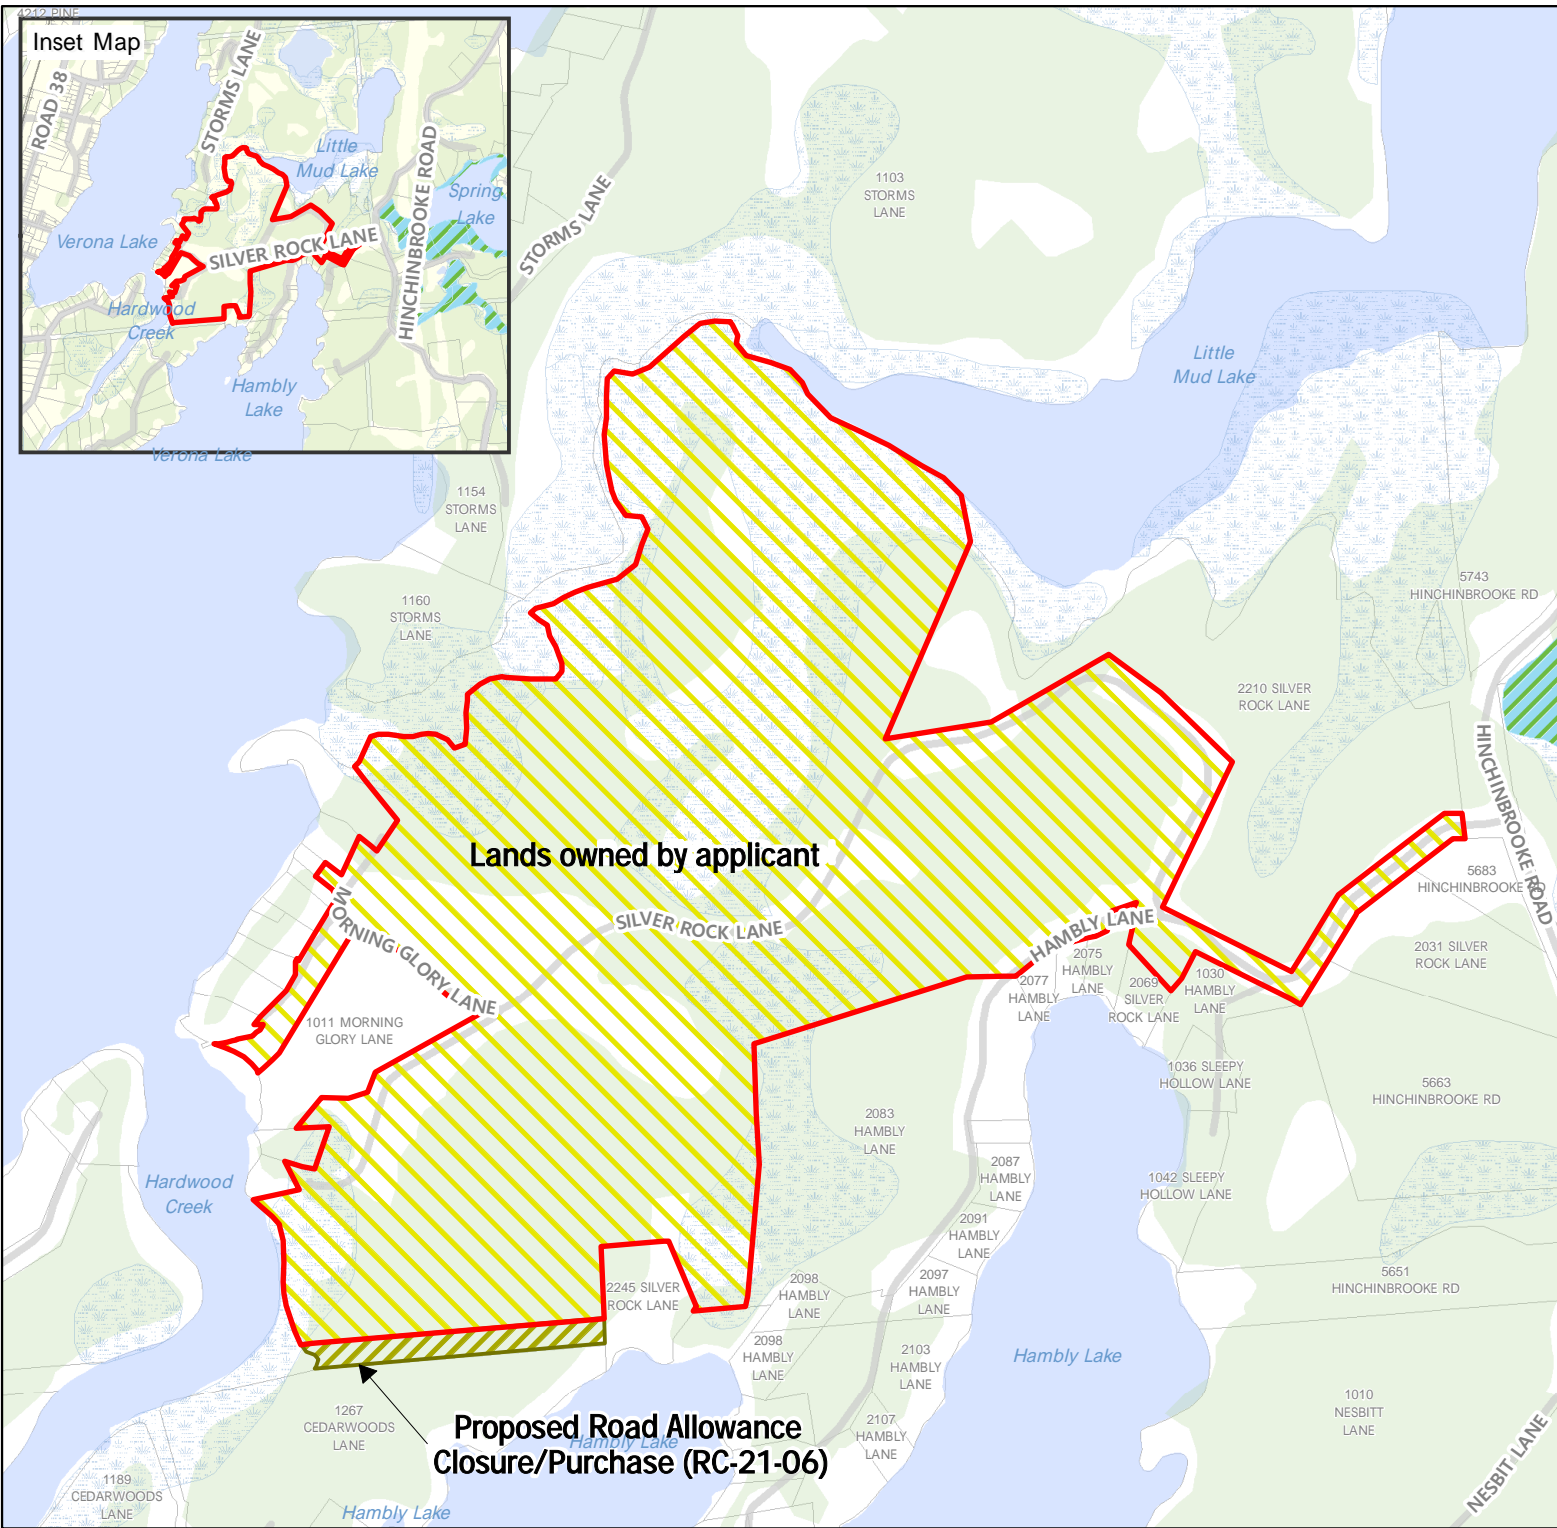 4212 PINE
Inset Map
ROAD 38
STORMS LANE
Little
Mud Lake
HINCHINBROOKE ROAD
Spring
Lake
Verona Lake
SILVER ROCK LANE
Hardwood
Creek
Hambly
Lake
Verona Lake
STORMS LANE
1103
STORMS
LANE
Little
Mud Lake
1154
STORMS
LANE
1160
STORMS
LANE
5743
HINCHINBROOKE RD
2210 SILVER
ROCK LANE
HINCHINBROOKE ROAD
Lands owned by applicant
5683
HINCHINBROOKE RD
MORNING GLORY LANE
SILVER ROCK LANE
HAMBLY LANE
2031 SILVER
ROCK LANE
2075
HAMBLY
LANE
2077
HAMBLY
LANE
2069
SILVER
ROCK LANE
1030
HAMBLY
LANE
1011 MORNING
GLORY LANE
1036 SLEEPY
HOLLOW LANE
5663
HINCHINBROOKE RD
2083
HAMBLY
LANE
2087
HAMBLY
LANE
1042 SLEEPY
HOLLOW LANE
Hardwood
Creek
2091
HAMBLY
LANE
2245 SILVER
ROCK LANE
2098
HAMBLY
LANE
2097
HAMBLY
LANE
5651
HINCHINBROOKE RD
2098
HAMBLY
LANE
2103
HAMBLY
LANE
Hambly Lake
1267
CEDARWOODS
LANE
Proposed Road Allowance
Closure/Purchase (RC-21-06)
Hambly Lake
2107
HAMBLY
LANE
1010
NESBITT
LANE
1189
CEDARWOODS
LANE
Hambly Lake
NESBIT LANE